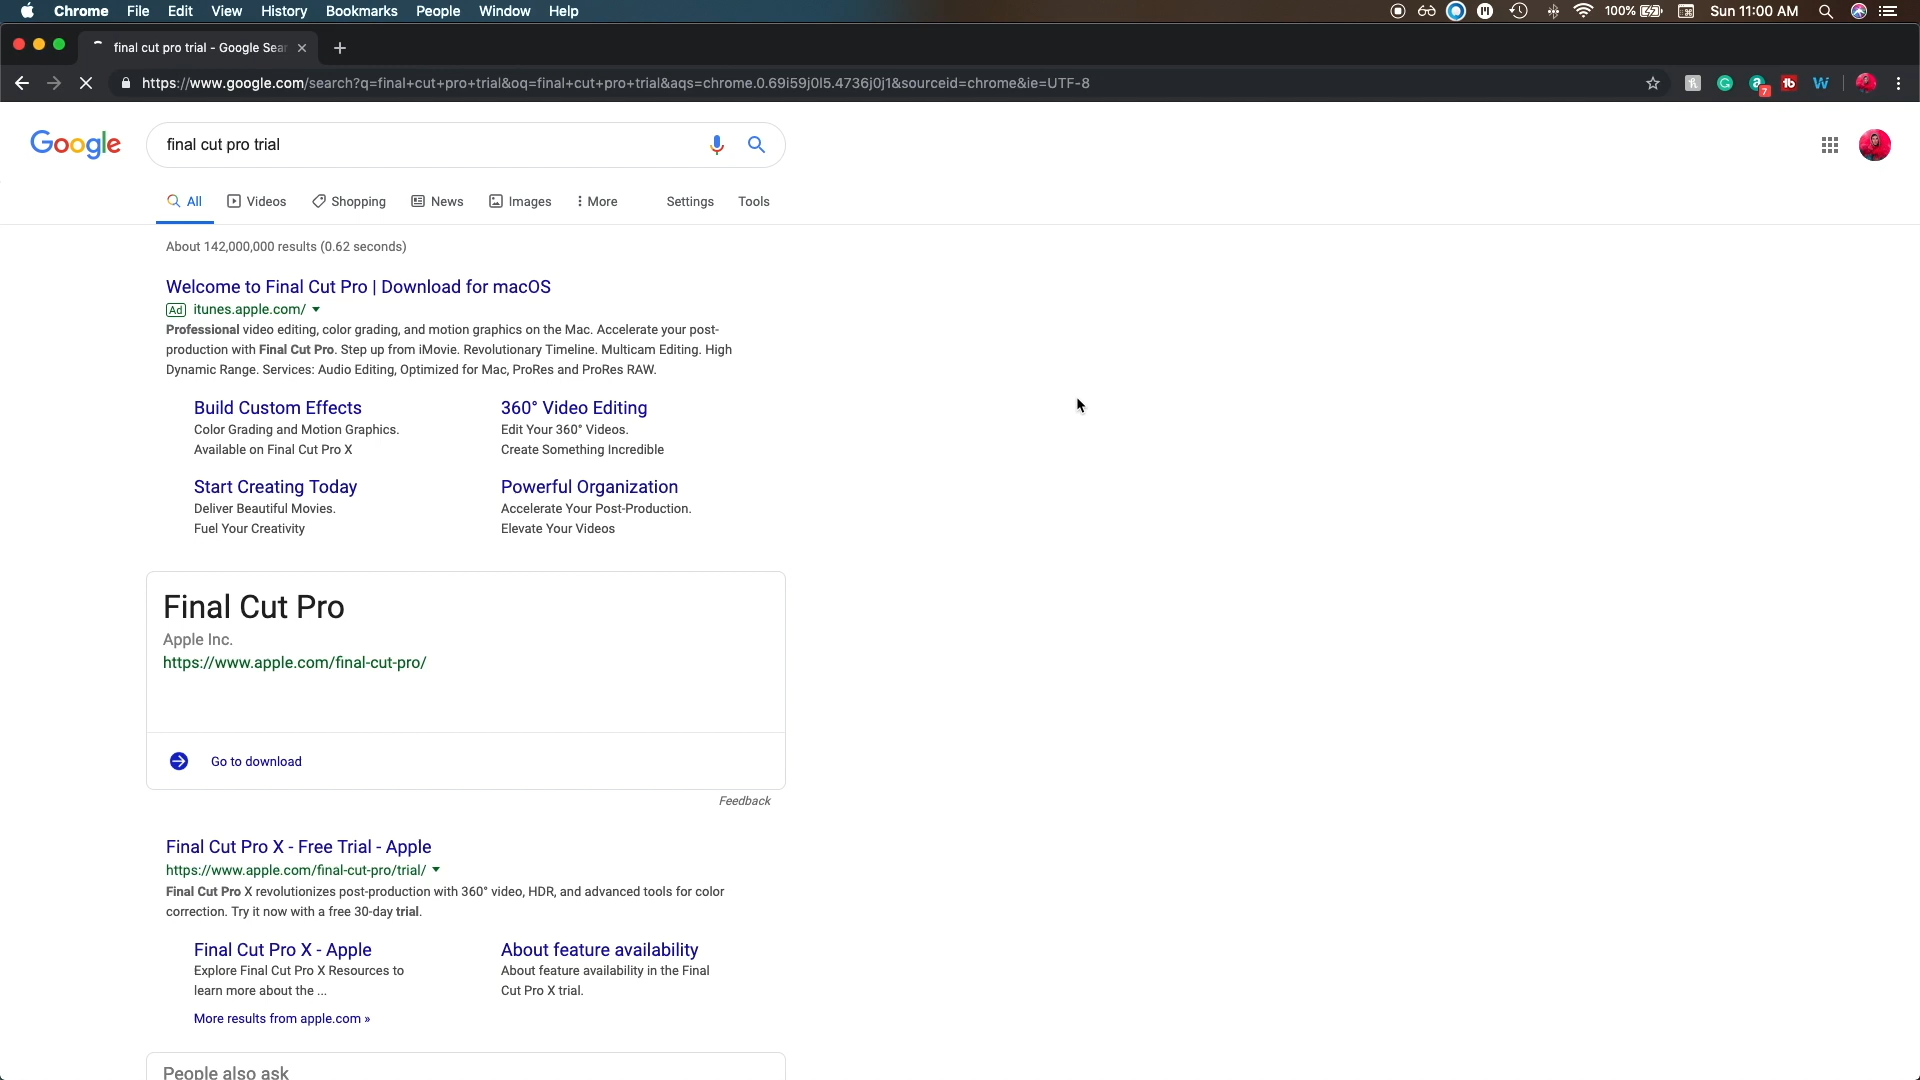 Chrome File Edit View History Bookmarks People Window Help 100% Sun 11:00 AM
final cut pro trial - Google Sear
https://www.google.com/search?q=final+cut+pro+trial&oq=final+cut+pro+trial&aqs=chrome.0.69i59j0l5.4736j0j1&sourceid=chrome&ie=UTF-8 7 tb W
Google final cut pro trial
All Videos Shopping News Images More Settings Tools
About 142,000,000 results (0.62 seconds)
Welcome to Final Cut Pro | Download for macOS
Ad itunes.apple.com/
Professional video editing, color grading, and motion graphics on the Mac. Accelerate your post-
production with Final Cut Pro. Step up from iMovie. Revolutionary Timeline. Multicam Editing. High
Dynamic Range. Services: Audio Editing, Optimized for Mac, ProRes and ProRes RAW.
Build Custom Effects
Color Grading and Motion Graphics.
Available on Final Cut Pro X
360° Video Editing
Edit Your 360° Videos.
Create Something Incredible
Start Creating Today
Deliver Beautiful Movies.
Fuel Your Creativity
Powerful Organization
Accelerate Your Post-Production.
Elevate Your Videos
Final Cut Pro
Apple Inc.
https://www.apple.com/final-cut-pro/
Go to download
Feedback
Final Cut Pro X - Free Trial - Apple
https://www.apple.com/final-cut-pro/trial/
Final Cut Pro X revolutionizes post-production with 360° video, HDR, and advanced tools for color
correction. Try it now with a free 30-day trial.
Final Cut Pro X - Apple
Explore Final Cut Pro X Resources to
learn more about the ...
About feature availability
About feature availability in the Final
Cut Pro X trial.
More results from apple.com »
People also ask